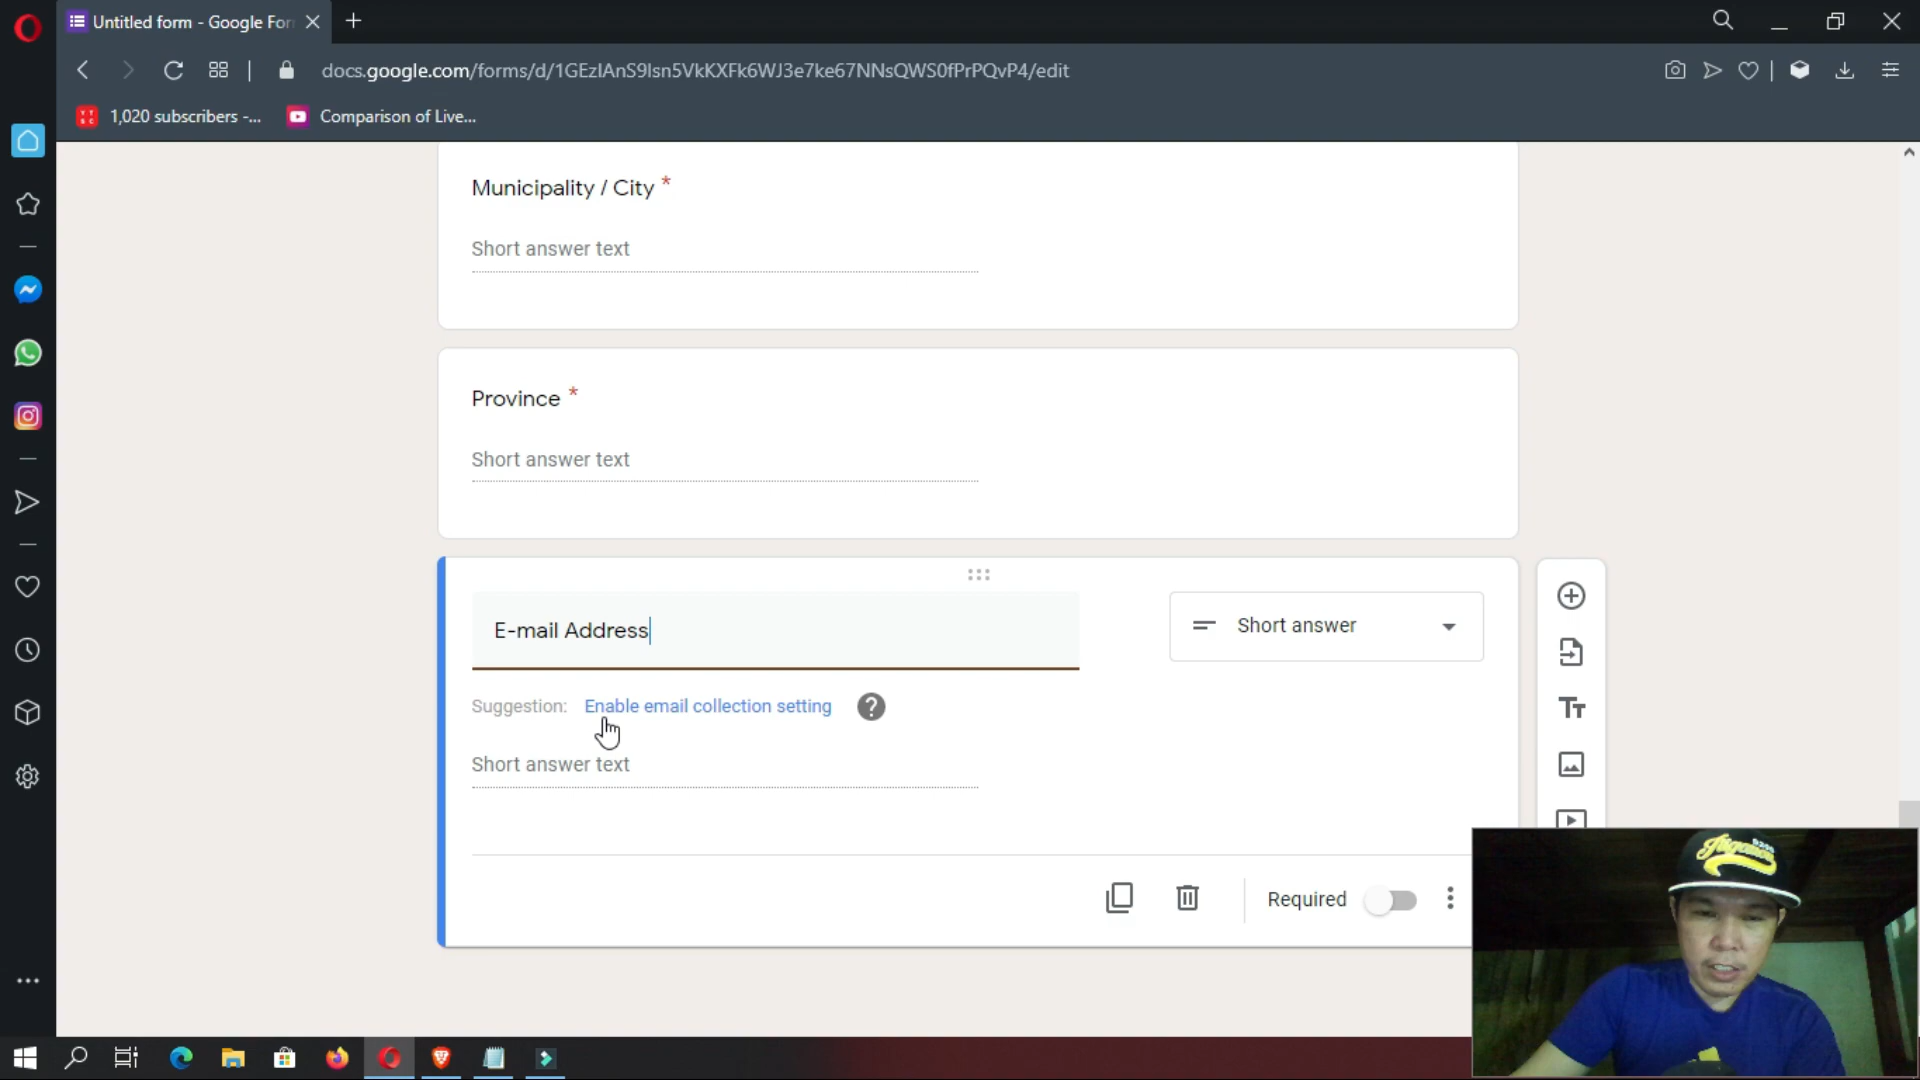 Untitled form - Google For
docs.google.com/forms/d/1GEzIAnS9Isn5VkKXFk6WJ3e7ke67NNsQWS0fPrPQvP4/edit
1,020 subscribers -...
Comparison of Live...
Municipality / City *
Short answer text
Province *
Short answer text
E-mail Address
Short answer
Suggestion: Enable email collection setting
Short answer text
Required